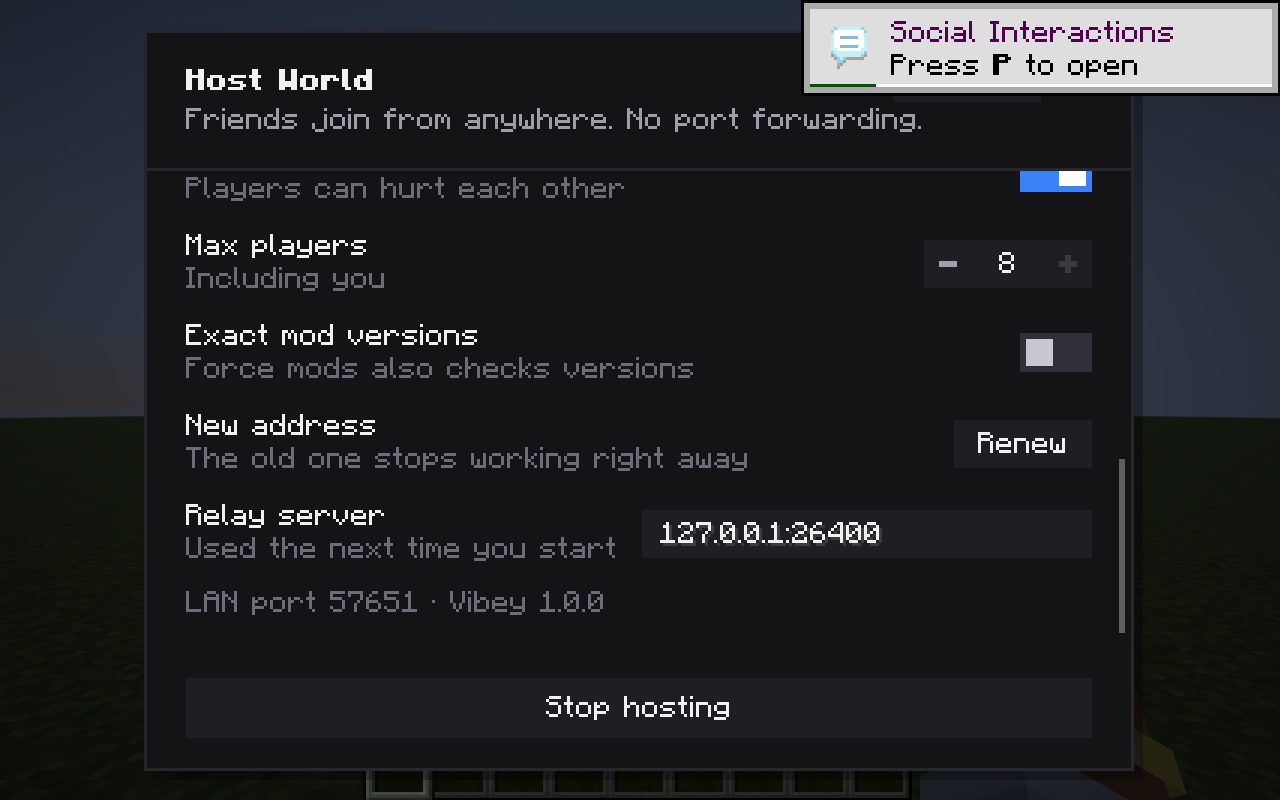 Social Interactions
Press P to open
Host World
Friends join from anywhere. No port forwarding.
Players can hurt each other
Max players
Including you
- 8 +
Exact mod versions
Force mods also checks versions
New address
The old one stops working right away
Renew
Relay server
Used the next time you start
127.0.0.1:26400
LAN port 57651 · Vibey 1.0.0
Stop hosting